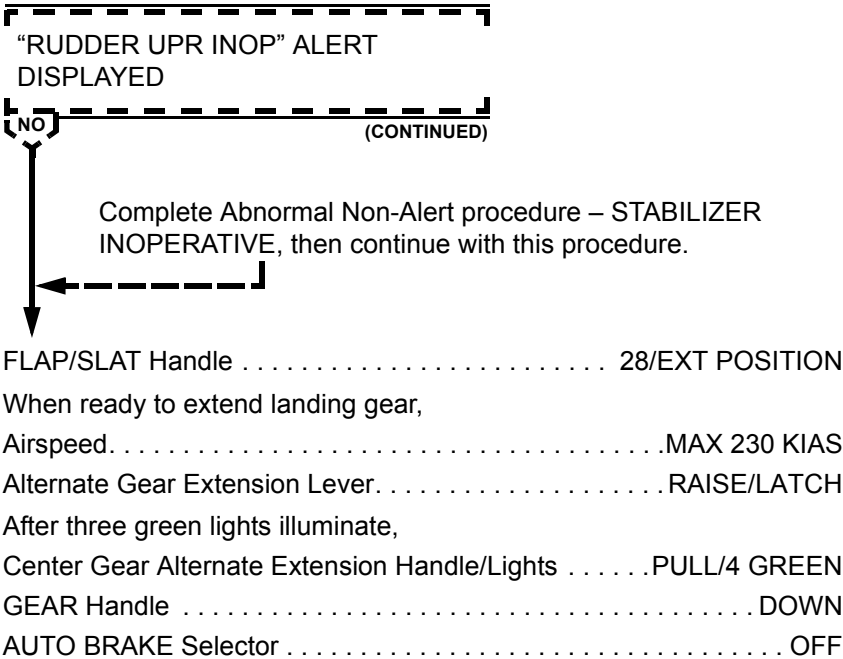 “RUDDER UPR INOP” ALERT
DISPLAYED
NO
(CONTINUED)
Complete Abnormal Non-Alert procedure – STABILIZER
INOPERATIVE, then continue with this procedure.
FLAP/SLAT Handle . . . . . . . . . . . . . . . . . . . . . . . . . 28/EXT POSITION
When ready to extend landing gear,
Airspeed. . . . . . . . . . . . . . . . . . . . . . . . . . . . . . . . . . . . . .MAX 230 KIAS
Alternate Gear Extension Lever. . . . . . . . . . . . . . . . . . . . RAISE/LATCH
After three green lights illuminate,
Center Gear Alternate Extension Handle/Lights . . . . . .PULL/4 GREEN
GEAR Handle . . . . . . . . . . . . . . . . . . . . . . . . . . . . . . . . . . . . . . . DOWN
AUTO BRAKE Selector . . . . . . . . . . . . . . . . . . . . . . . . . . . . . . . . . . OFF